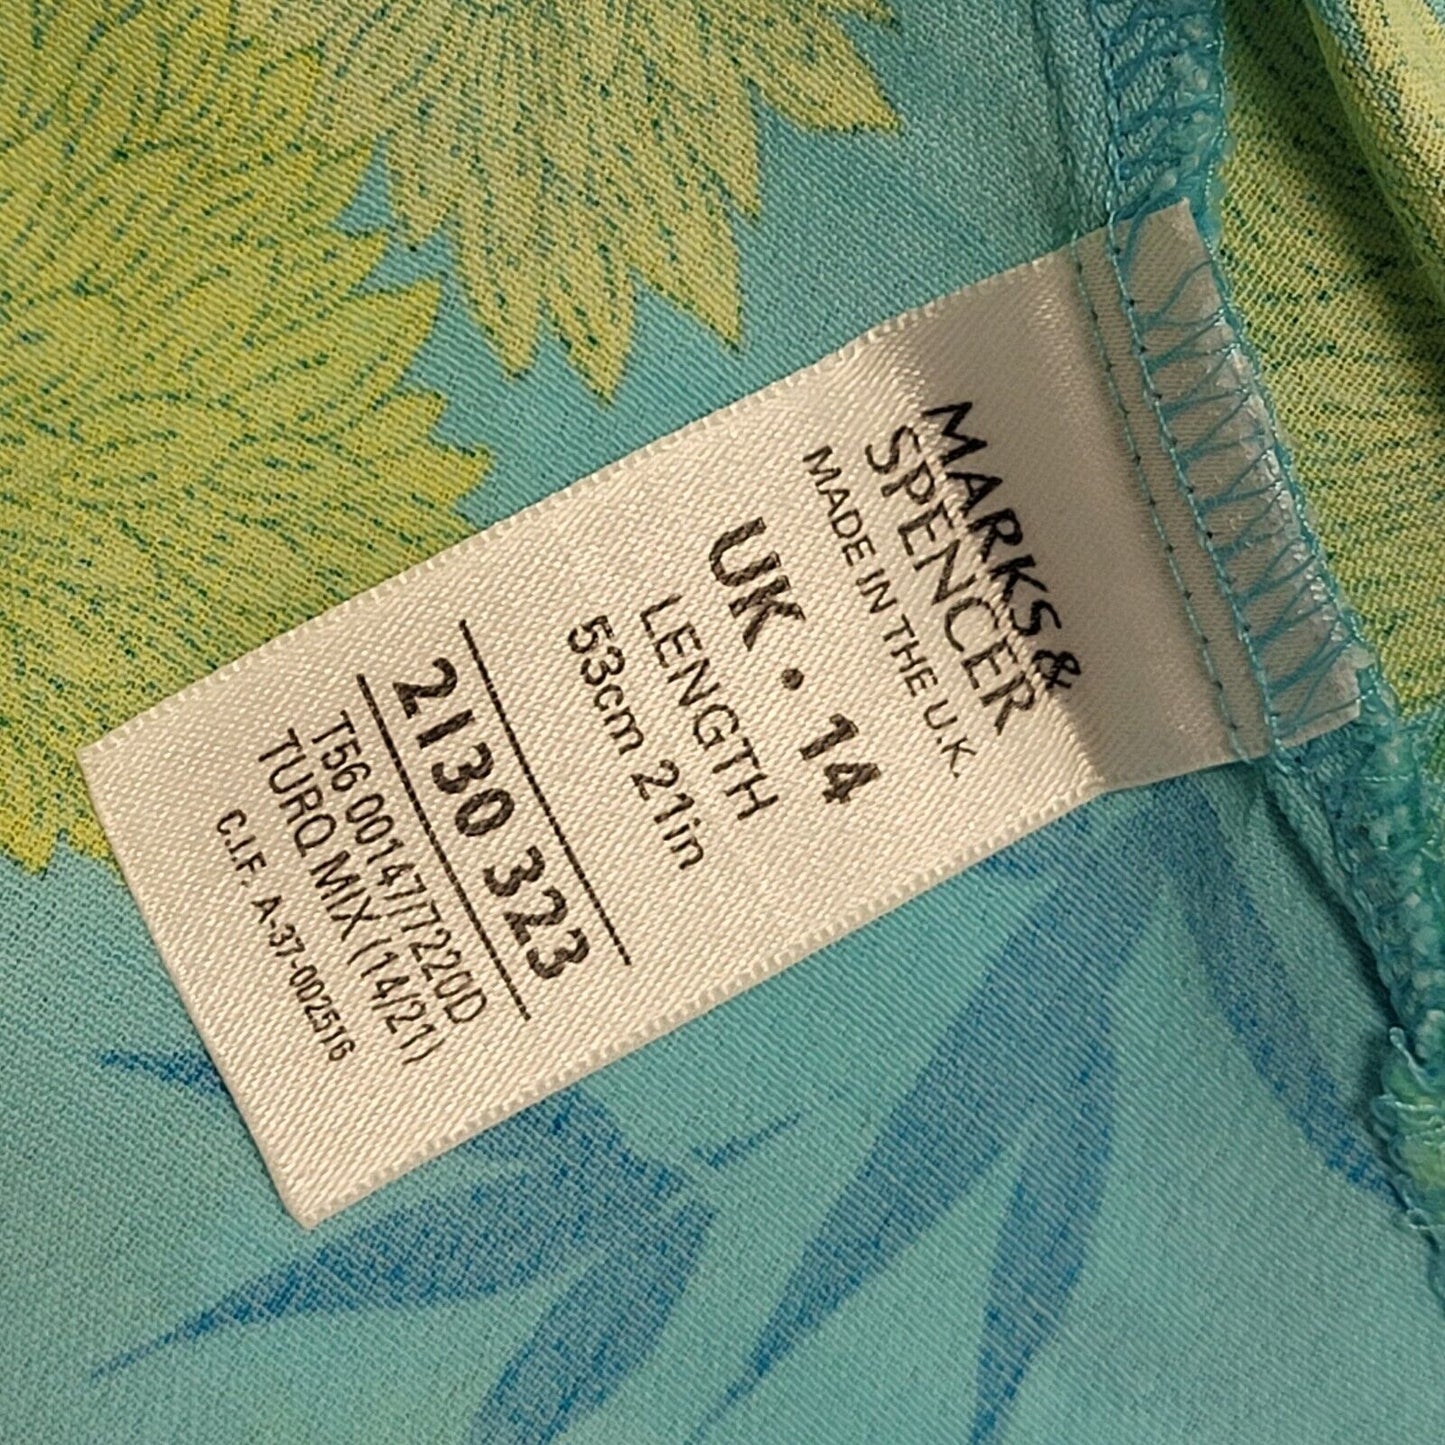 MARKS &
SPENCER
MADE IN THE U.K.
UK • 14
LENGTH
53cm 21in
2130 323
T56 00147/7220D
TURQ MIX (14/21)
C.I.F. A-37-002516